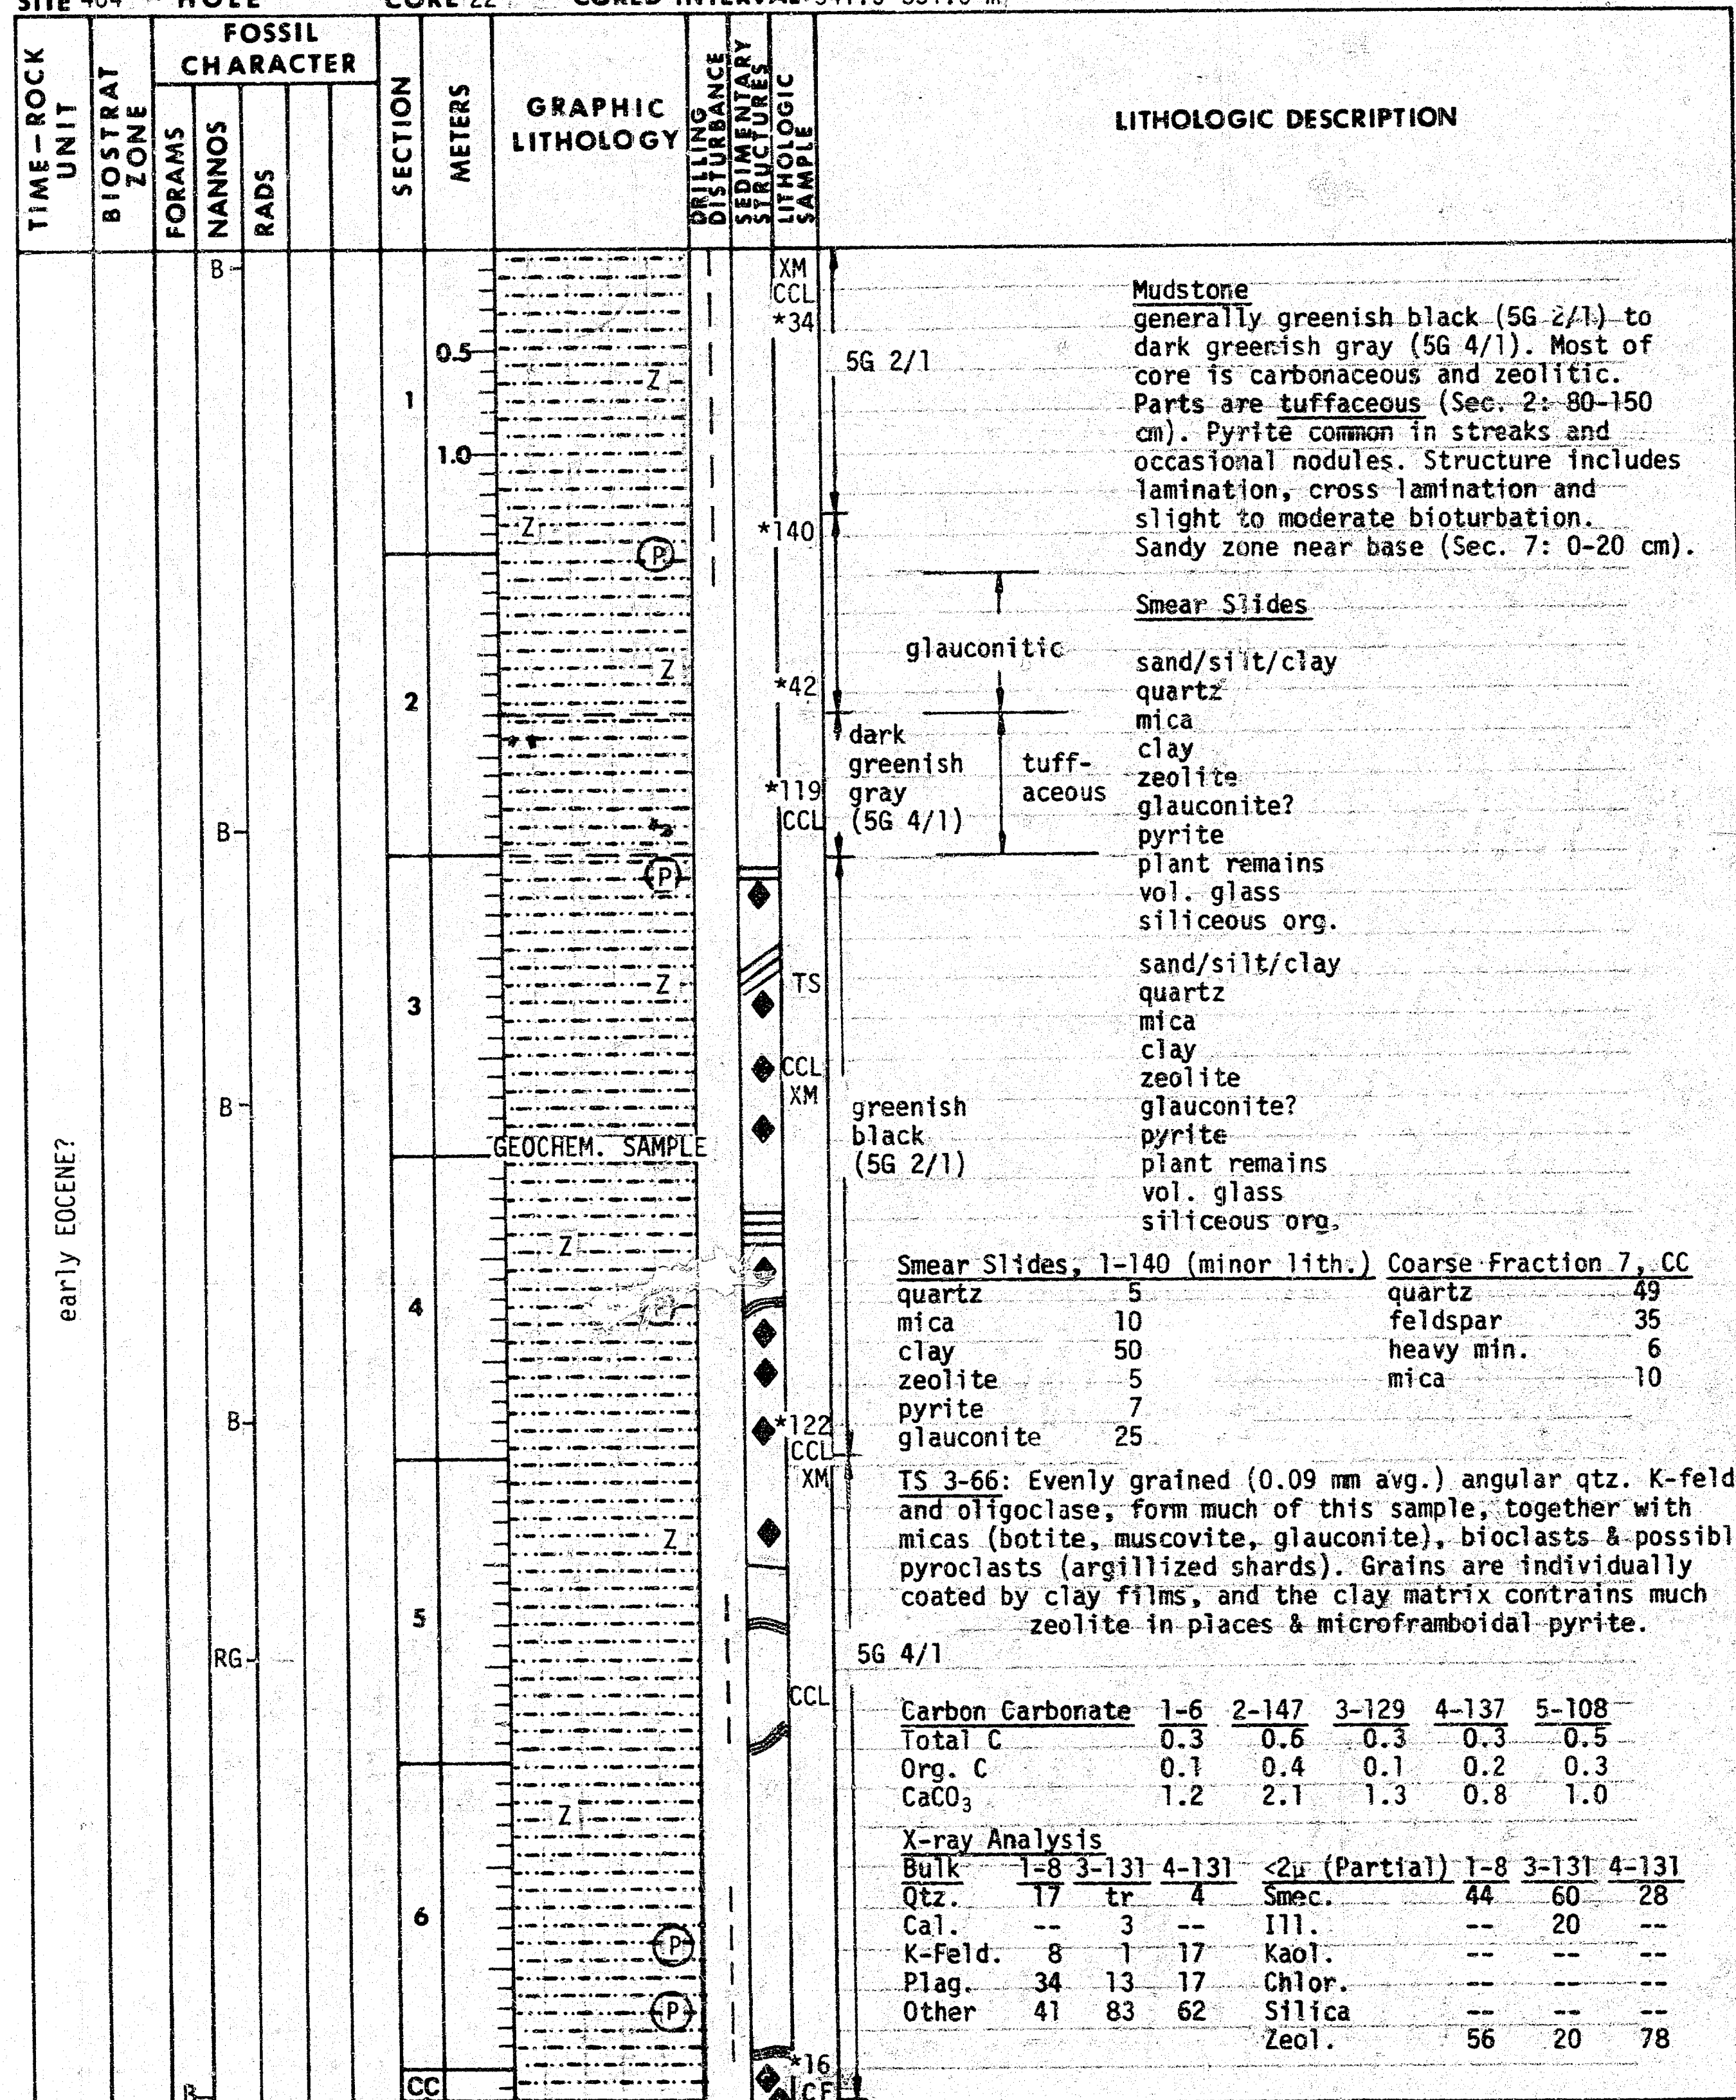 SITE 404 HOLE CORE 22 CORED INTERVAL
TIME-ROCK UNIT
BIOSTRAT ZONE
FOSSIL CHARACTER
FORAMS
NANNOS
RADS
SECTION
METERS
GRAPHIC LITHOLOGY
DRILLING DISTURBANCE
SEDIMENTARY STRUCTURES
LITHOLOGIC SAMPLE
LITHOLOGIC DESCRIPTION
early EOCENE?
B
B
B
B
RG
1
2
3
4
5
6
CC
0.5
1.0
Z
Z
P
Z
P
Z
GEOCHEM. SAMPLE
Z
P
Z
Z
P
P
XM
CCL
*34
*140
*42
*119
CCL
TS
CCL
XM
*122
CCL
XM
CCL
*16
CF
5G 2/1
glauconitic
dark
greenish
gray
(5G 4/1)
tuff-
aceous
greenish
black
(5G 2/1)
5G 4/1
Mudstone
generally greenish black (5G 2/1) to
dark greenish gray (5G 4/1). Most of
core is carbonaceous and zeolitic.
Parts are tuffaceous (Sec. 2: 80-150
cm). Pyrite common in streaks and
occasional nodules. Structure includes
lamination, cross lamination and
slight to moderate bioturbation.
Sandy zone near base (Sec. 7: 0-20 cm).
Smear Slides
sand/silt/clay
quartz
mica
clay
zeolite
glauconite?
pyrite
plant remains
vol. glass
siliceous org.
sand/silt/clay
quartz
mica
clay
zeolite
glauconite?
pyrite
plant remains
vol. glass
siliceous org.
Smear Slides, 1-140 (minor lith.) Coarse Fraction 7, CC
quartz 5 quartz 49
mica 10 feldspar 35
clay 50 heavy min. 6
zeolite 5 mica 10
pyrite 7
glauconite 25
TS 3-66: Evenly grained (0.09 mm avg.) angular qtz. K-feld
and oligoclase, form much of this sample, together with
micas (botite, muscovite, glauconite), bioclasts & possibl
pyroclasts (argillized shards). Grains are individually
coated by clay films, and the clay matrix contrains much
zeolite in places & microframboidal pyrite.
Carbon Carbonate 1-6 2-147 3-129 4-137 5-108
Total C 0.3 0.6 0.3 0.3 0.5
Org. C 0.1 0.4 0.1 0.2 0.3
CaCO₃ 1.2 2.1 1.3 0.8 1.0
X-ray Analysis
Bulk 1-8 3-131 4-131 <2μ (Partial) 1-8 3-131 4-131
Qtz. 17 tr 4 Smec. 44 60 28
Cal. -- 3 -- Ill. -- 20 --
K-Feld. 8 1 17 Kaol. -- -- --
Plag. 34 13 17 Chlor. -- -- --
Other 41 83 62 Silica -- -- --
Zeol. 56 20 78